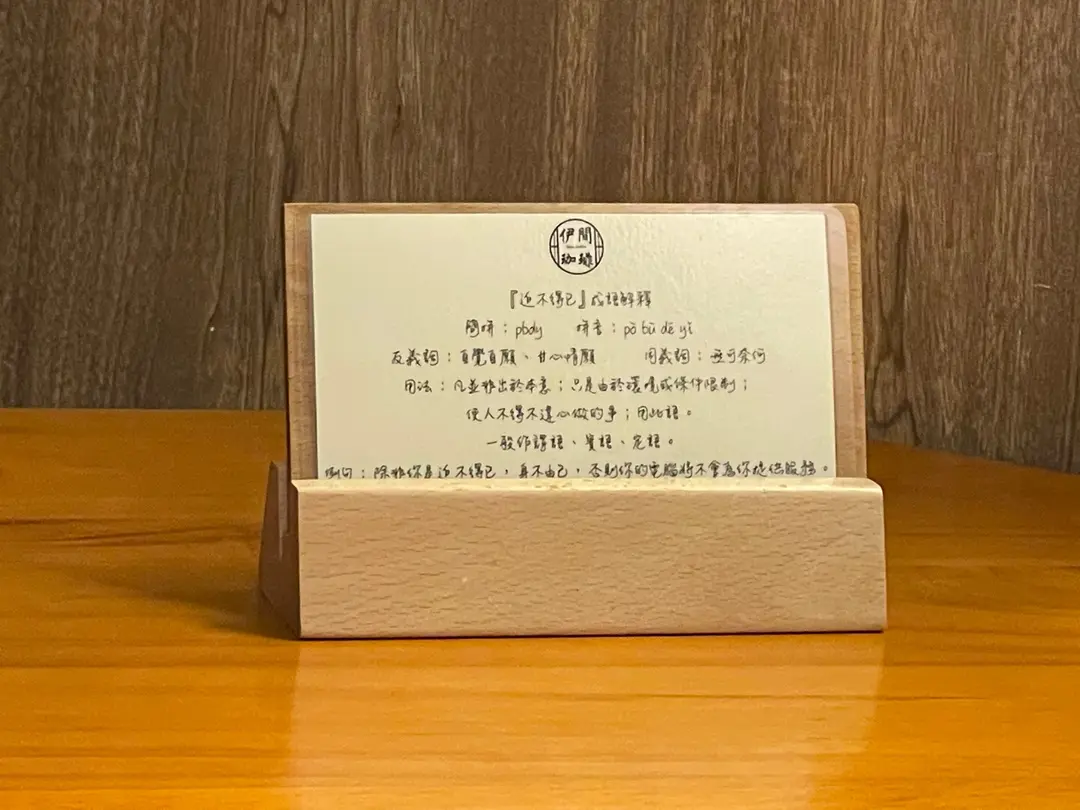 伊間
珈琲
『迫不得已』成語解釋
簡拼：pbdy 拼音：pò bù dé yǐ
反義詞：自覺自願、甘心情願 同義詞：無可奈何
用法：凡並非出於本意；只是由於環境或條件限制；
使人不得不違心做的事；用此語。
一般作謂語、賓語、定語。
例句：除非你是迫不得已，身不由己，否則你的電腦將不會為你提供服務。